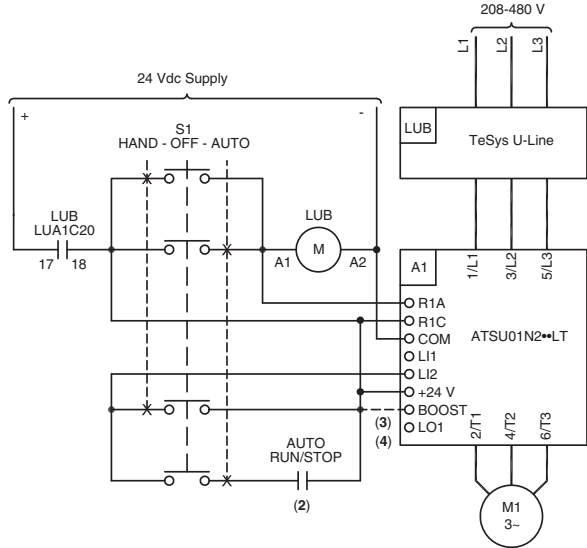 208-480 V
L1 L2 L3
24 Vdc Supply
+ -
S1
HAND - OFF - AUTO
LUB
TeSys U-Line
LUB
LUA1C20
17 18
LUB
A1 M A2
A1
1/L1 3/L2 5/L3
R1A
R1C
COM
ATSU01N2••LT
LI1
LI2
+24 V
(3) BOOST
(4) LO1
2/T1 4/T2 6/T3
AUTO
RUN/STOP
(2)
M1
3~